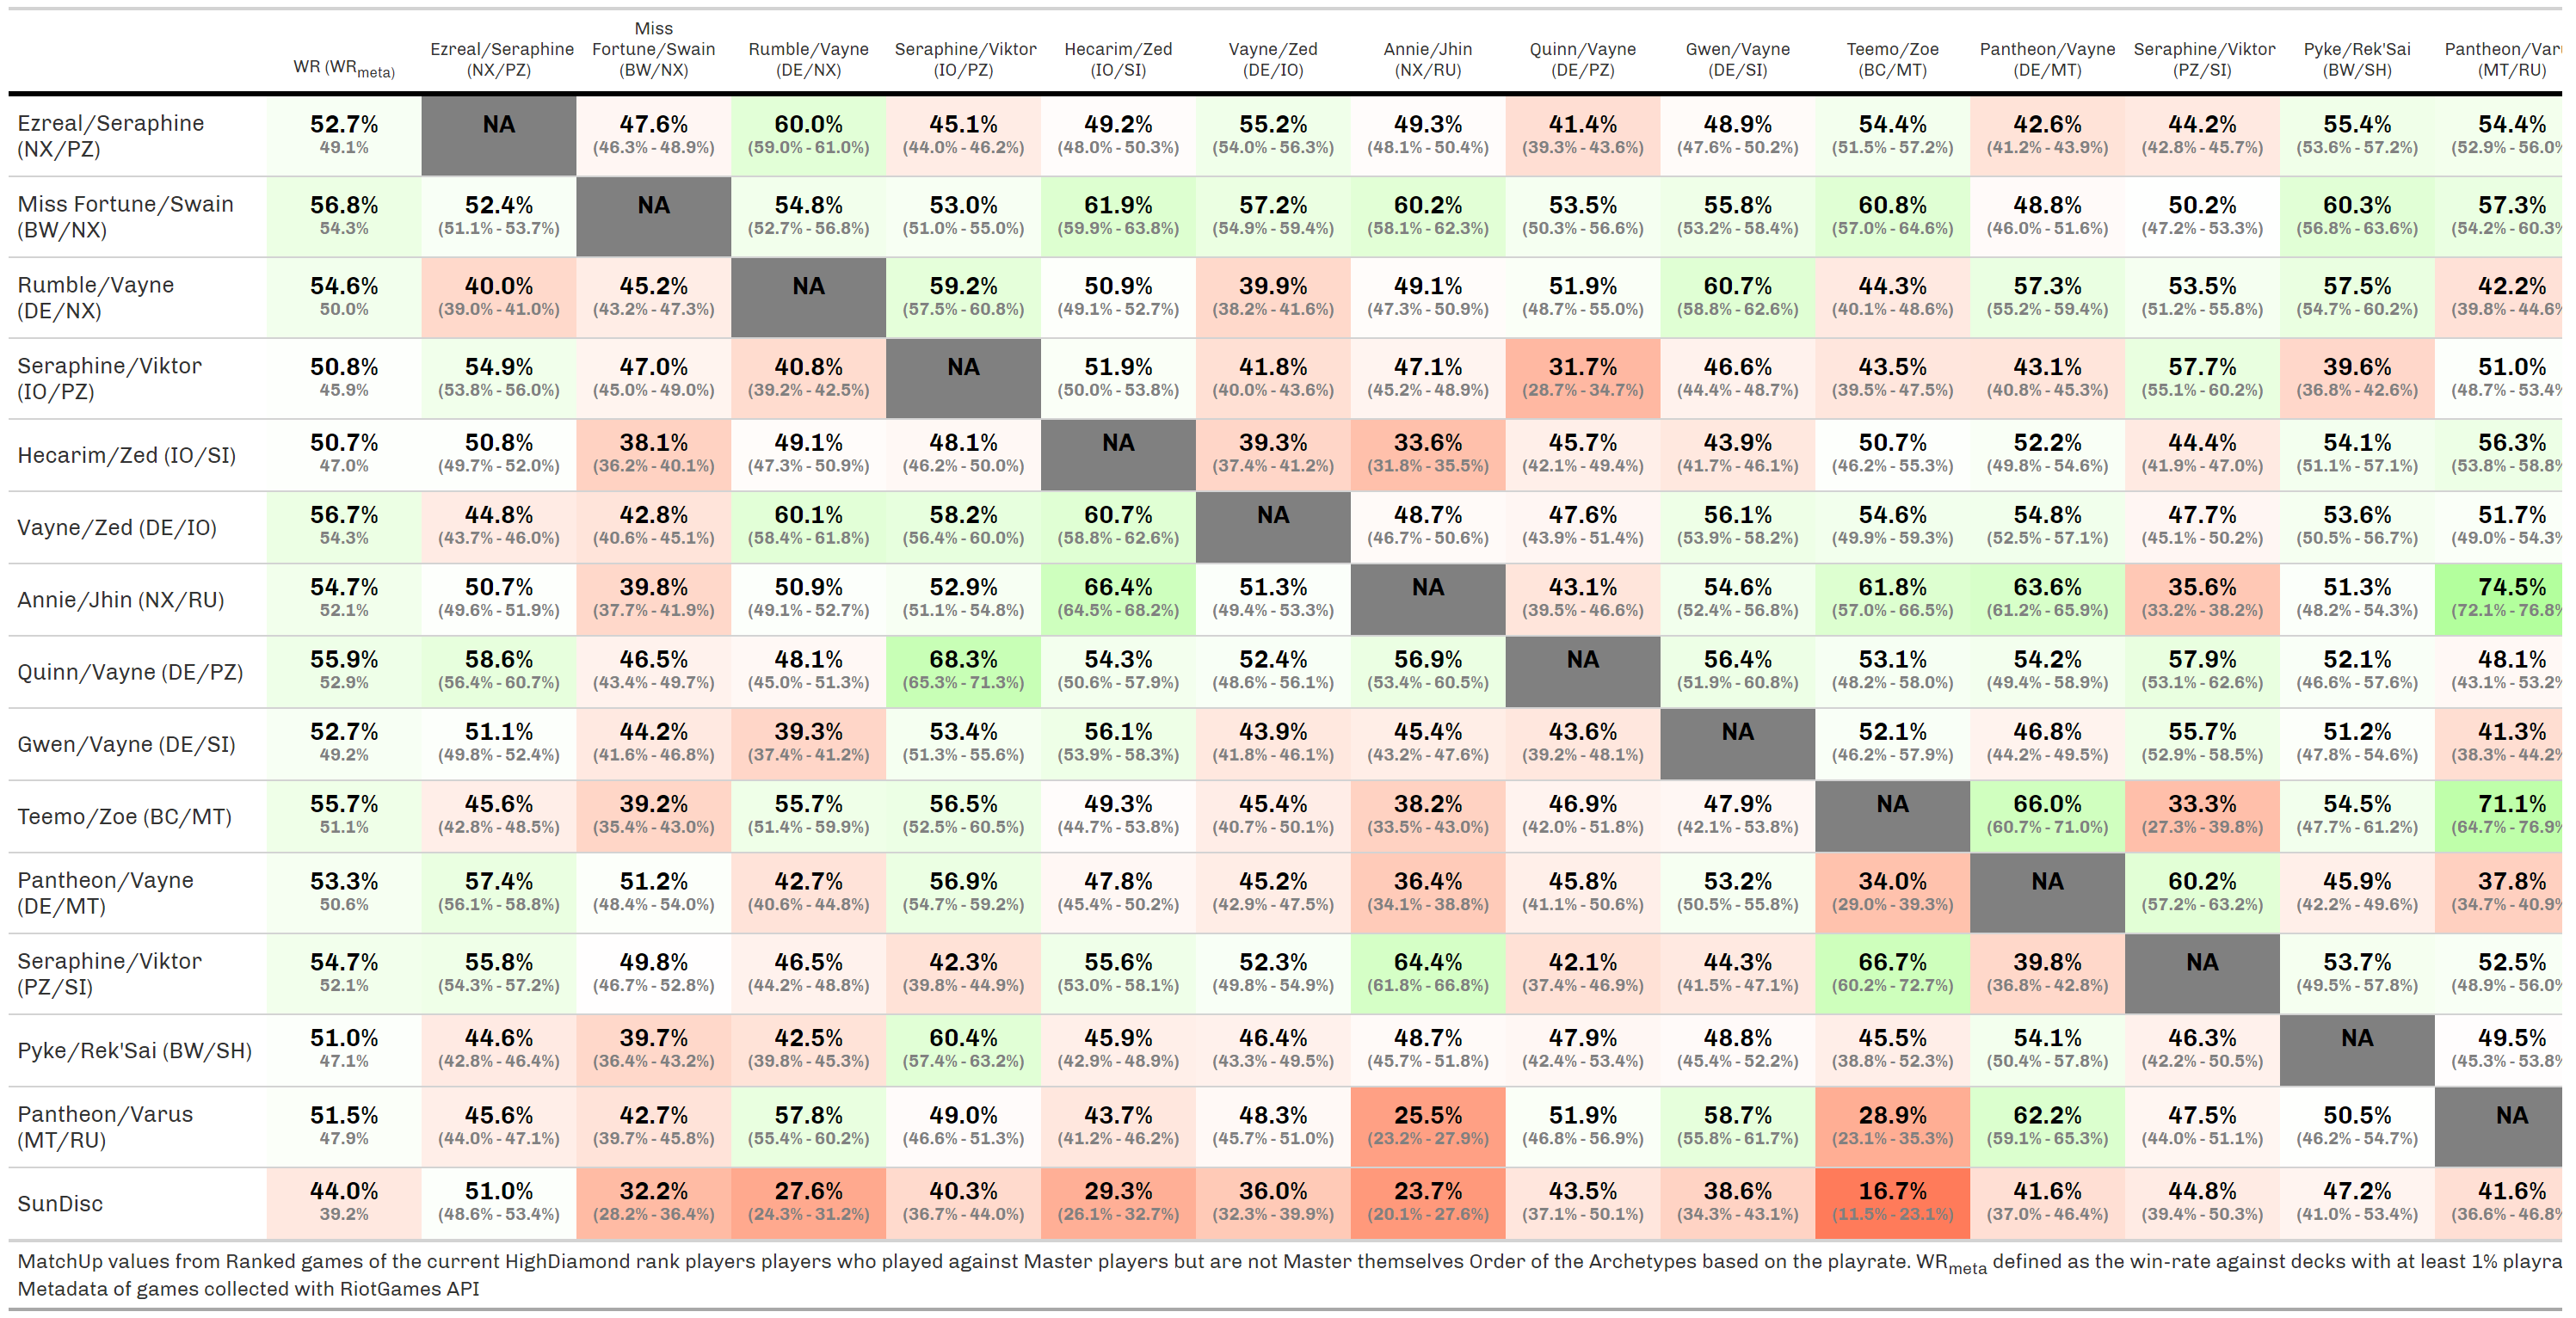 WR (WRmeta) Ezreal/Seraphine (NX/PZ) Miss Fortune/Swain (BW/NX) Rumble/Vayne (DE/NX) Seraphine/Viktor (IO/PZ) Hecarim/Zed (IO/SI) Vayne/Zed (DE/IO) Annie/Jhin (NX/RU) Quinn/Vayne (DE/PZ) Gwen/Vayne (DE/SI) Teemo/Zoe (BC/MT) Pantheon/Vayne (DE/MT) Seraphine/Viktor (PZ/SI) Pyke/Rek'Sai (BW/SH) Pantheon/Var (MT/RU)
Ezreal/Seraphine (NX/PZ) 52.7% NA 47.6% 60.0% 45.1% 49.2% 55.2% 49.3% 41.4% 48.9% 54.4% 42.6% 44.2% 55.4% 54.4%
49.1% (46.3% - 48.9%) (59.0% - 61.0%) (44.0% - 46.2%) (48.0% - 50.3%) (54.0% - 56.3%) (48.1% - 50.4%) (39.3% - 43.6%) (47.6% - 50.2%) (51.5% - 57.2%) (41.2% - 43.9%) (42.8% - 45.7%) (53.6% - 57.2%) (52.9% - 56.0%
Miss Fortune/Swain (BW/NX) 56.8% 52.4% NA 54.8% 53.0% 61.9% 57.2% 60.2% 53.5% 55.8% 60.8% 48.8% 50.2% 60.3% 57.3%
54.3% (51.1% - 53.7%) (52.7% - 56.8%) (51.0% - 55.0%) (59.9% - 63.8%) (54.9% - 59.4%) (58.1% - 62.3%) (50.3% - 56.6%) (53.2% - 58.4%) (57.0% - 64.6%) (46.0% - 51.6%) (47.2% - 53.3%) (56.8% - 63.6%) (54.2% - 60.3%
Rumble/Vayne (DE/NX) 54.6% 40.0% 45.2% NA 59.2% 50.9% 39.9% 49.1% 51.9% 60.7% 44.3% 57.3% 53.5% 57.5% 42.2%
50.0% (39.0% - 41.0%) (43.2% - 47.3%) (57.5% - 60.8%) (49.1% - 52.7%) (38.2% - 41.6%) (47.3% - 50.9%) (48.7% - 55.0%) (58.8% - 62.6%) (40.1% - 48.6%) (55.2% - 59.4%) (51.2% - 55.8%) (54.7% - 60.2%) (39.8% - 44.6%
Seraphine/Viktor (IO/PZ) 50.8% 54.9% 47.0% 40.8% NA 51.9% 41.8% 47.1% 31.7% 46.6% 43.5% 43.1% 57.7% 39.6% 51.0%
45.9% (53.8% - 56.0%) (45.0% - 49.0%) (39.2% - 42.5%) (50.0% - 53.8%) (40.0% - 43.6%) (45.2% - 48.9%) (28.7% - 34.7%) (44.4% - 48.7%) (39.5% - 47.5%) (40.8% - 45.3%) (55.1% - 60.2%) (36.8% - 42.6%) (48.7% - 53.4%
Hecarim/Zed (IO/SI) 50.7% 50.8% 38.1% 49.1% 48.1% NA 39.3% 33.6% 45.7% 43.9% 50.7% 52.2% 44.4% 54.1% 56.3%
47.0% (49.7% - 52.0%) (36.2% - 40.1%) (47.3% - 50.9%) (46.2% - 50.0%) (37.4% - 41.2%) (31.8% - 35.5%) (42.1% - 49.4%) (41.7% - 46.1%) (46.2% - 55.3%) (49.8% - 54.6%) (41.9% - 47.0%) (51.1% - 57.1%) (53.8% - 58.8%
Vayne/Zed (DE/IO) 56.7% 44.8% 42.8% 60.1% 58.2% 60.7% NA 48.7% 47.6% 56.1% 54.6% 54.8% 47.7% 53.6% 51.7%
54.3% (43.7% - 46.0%) (40.6% - 45.1%) (58.4% - 61.8%) (56.4% - 60.0%) (58.8% - 62.6%) (46.7% - 50.6%) (43.9% - 51.4%) (53.9% - 58.2%) (49.9% - 59.3%) (52.5% - 57.1%) (45.1% - 50.2%) (50.5% - 56.7%) (49.0% - 54.3%
Annie/Jhin (NX/RU) 54.7% 50.7% 39.8% 50.9% 52.9% 66.4% 51.3% NA 43.1% 54.6% 61.8% 63.6% 35.6% 51.3% 74.5%
52.1% (49.6% - 51.9%) (37.7% - 41.9%) (49.1% - 52.7%) (51.1% - 54.8%) (64.5% - 68.2%) (49.4% - 53.3%) (39.5% - 46.6%) (52.4% - 56.8%) (57.0% - 66.5%) (61.2% - 65.9%) (33.2% - 38.2%) (48.2% - 54.3%) (72.1% - 76.8%
Quinn/Vayne (DE/PZ) 55.9% 58.6% 46.5% 48.1% 68.3% 54.3% 52.4% 56.9% NA 56.4% 53.1% 54.2% 57.9% 52.1% 48.1%
52.9% (56.4% - 60.7%) (43.4% - 49.7%) (45.0% - 51.3%) (65.3% - 71.3%) (50.6% - 57.9%) (48.6% - 56.1%) (53.4% - 60.5%) (51.9% - 60.8%) (48.2% - 58.0%) (49.4% - 58.9%) (53.1% - 62.6%) (46.6% - 57.6%) (43.1% - 53.2%
Gwen/Vayne (DE/SI) 52.7% 51.1% 44.2% 39.3% 53.4% 56.1% 43.9% 45.4% 43.6% NA 52.1% 46.8% 55.7% 51.2% 41.3%
49.2% (49.8% - 52.4%) (41.6% - 46.8%) (37.4% - 41.2%) (51.3% - 55.6%) (53.9% - 58.3%) (41.8% - 46.1%) (43.2% - 47.6%) (39.2% - 48.1%) (46.2% - 57.9%) (44.2% - 49.5%) (52.9% - 58.5%) (47.8% - 54.6%) (38.3% - 44.2%
Teemo/Zoe (BC/MT) 55.7% 45.6% 39.2% 55.7% 56.5% 49.3% 45.4% 38.2% 46.9% 47.9% NA 66.0% 33.3% 54.5% 71.1%
51.1% (42.8% - 48.5%) (35.4% - 43.0%) (51.4% - 59.9%) (52.5% - 60.5%) (44.7% - 53.8%) (40.7% - 50.1%) (33.5% - 43.0%) (42.0% - 51.8%) (42.1% - 53.8%) (60.7% - 71.0%) (27.3% - 39.8%) (47.7% - 61.2%) (64.7% - 76.9%
Pantheon/Vayne (DE/MT) 53.3% 57.4% 51.2% 42.7% 56.9% 47.8% 45.2% 36.4% 45.8% 53.2% 34.0% NA 60.2% 45.9% 37.8%
50.6% (56.1% - 58.8%) (48.4% - 54.0%) (40.6% - 44.8%) (54.7% - 59.2%) (45.4% - 50.2%) (42.9% - 47.5%) (34.1% - 38.8%) (41.1% - 50.6%) (50.5% - 55.8%) (29.0% - 39.3%) (57.2% - 63.2%) (42.2% - 49.6%) (34.7% - 40.9%
Seraphine/Viktor (PZ/SI) 54.7% 55.8% 49.8% 46.5% 42.3% 55.6% 52.3% 64.4% 42.1% 44.3% 66.7% 39.8% NA 53.7% 52.5%
52.1% (54.3% - 57.2%) (46.7% - 52.8%) (44.2% - 48.8%) (39.8% - 44.9%) (53.0% - 58.1%) (49.8% - 54.9%) (61.8% - 66.8%) (37.4% - 46.9%) (41.5% - 47.1%) (60.2% - 72.7%) (36.8% - 42.8%) (49.5% - 57.8%) (48.9% - 56.0%
Pyke/Rek'Sai (BW/SH) 51.0% 44.6% 39.7% 42.5% 60.4% 45.9% 46.4% 48.7% 47.9% 48.8% 45.5% 54.1% 46.3% NA 49.5%
47.1% (42.8% - 46.4%) (36.4% - 43.2%) (39.8% - 45.3%) (57.4% - 63.2%) (42.9% - 48.9%) (43.3% - 49.5%) (45.7% - 51.8%) (42.4% - 53.4%) (45.4% - 52.2%) (38.8% - 52.3%) (50.4% - 57.8%) (42.2% - 50.5%) (45.3% - 53.8%
Pantheon/Varus (MT/RU) 51.5% 45.6% 42.7% 57.8% 49.0% 43.7% 48.3% 25.5% 51.9% 58.7% 28.9% 62.2% 47.5% 50.5% NA
47.9% (44.0% - 47.1%) (39.7% - 45.8%) (55.4% - 60.2%) (46.6% - 51.3%) (41.2% - 46.2%) (45.7% - 51.0%) (23.2% - 27.9%) (46.8% - 56.9%) (55.8% - 61.7%) (23.1% - 35.3%) (59.1% - 65.3%) (44.0% - 51.1%) (46.2% - 54.7%)
SunDisc 44.0% 51.0% 32.2% 27.6% 40.3% 29.3% 36.0% 23.7% 43.5% 38.6% 16.7% 41.6% 44.8% 47.2% 41.6%
39.2% (48.6% - 53.4%) (28.2% - 36.4%) (24.3% - 31.2%) (36.7% - 44.0%) (26.1% - 32.7%) (32.3% - 39.9%) (20.1% - 27.6%) (37.1% - 50.1%) (34.3% - 43.1%) (11.5% - 23.1%) (37.0% - 46.4%) (39.4% - 50.3%) (41.0% - 53.4%) (36.6% - 46.8%
MatchUp values from Ranked games of the current HighDiamond rank players players who played against Master players but are not Master themselves Order of the Archetypes based on the playrate. WRmeta defined as the win-rate against decks with at least 1% playra
Metadata of games collected with RiotGames API